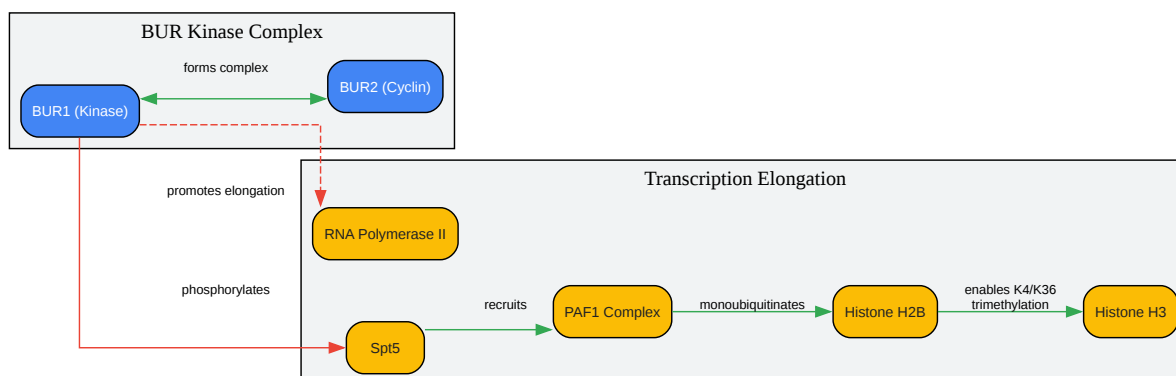 BUR Kinase Complex
forms complex
BUR2 (Cyclin)
BUR1 (Kinase)
Transcription Elongation
promotes elongation
RNA Polymerase II
phosphorylates
recruits
PAF1 Complex
monoubiquitinates
Histone H2B
enables K4/K36
trimethylation
Histone H3
Spt5